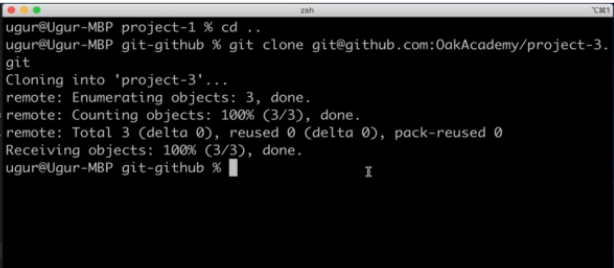 zsh
⌥⌘1
ugur@Ugur-MBP project-1 % cd ..
ugur@Ugur-MBP git-github % git clone git@github.com:OakAcademy/project-3.
git
Cloning into 'project-3'...
remote: Enumerating objects: 3, done.
remote: Counting objects: 100% (3/3), done.
remote: Total 3 (delta 0), reused 0 (delta 0), pack-reused 0
Receiving objects: 100% (3/3), done.
ugur@Ugur-MBP git-github %